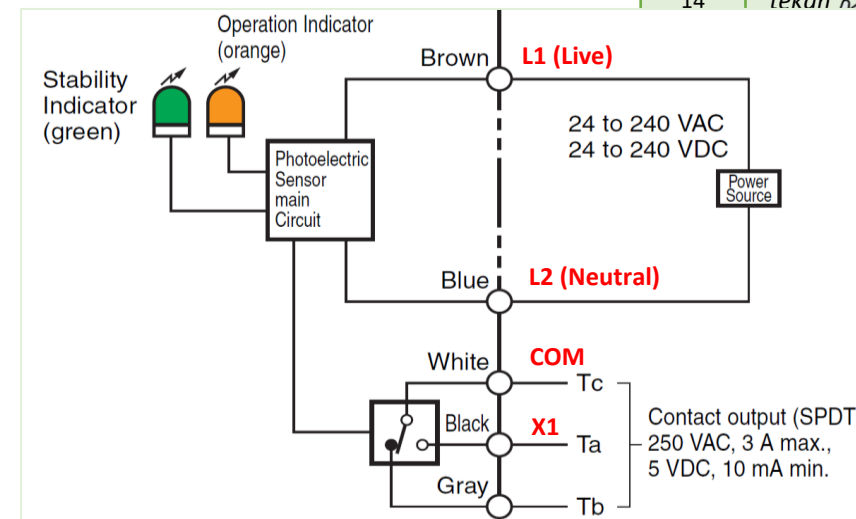 14
tekan
Operation Indicator
(orange)
Stability
Indicator
(green)
Brown
L1 (Live)
24 to 240 VAC
24 to 240 VDC
Photoelectric
Sensor
main
Circuit
Power
Source
Blue
L2 (Neutral)
White
COM
Tc
Black
X1
Ta
Contact output (SPDT
250 VAC, 3 A max.,
5 VDC, 10 mA min.
Gray
Tb